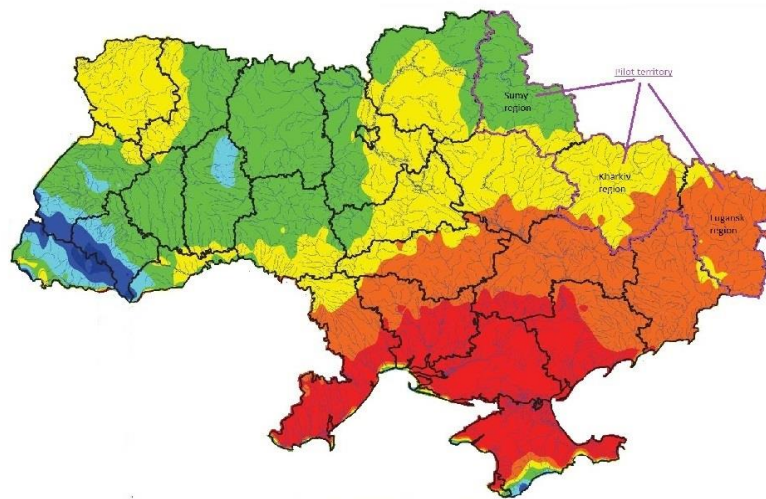 Pilot territory
Sumy
region
Kharkiv
region
Lugansk
region